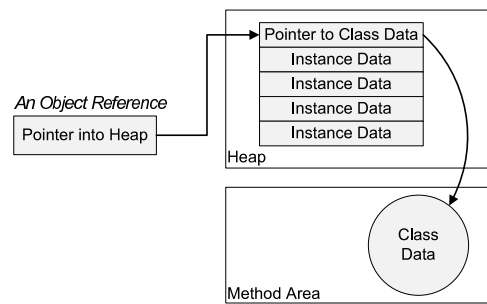 Pointer to Class Data
Instance Data
Instance Data
Instance Data
Instance Data
Heap
An Object Reference
Pointer into Heap
Class
Data
Method Area